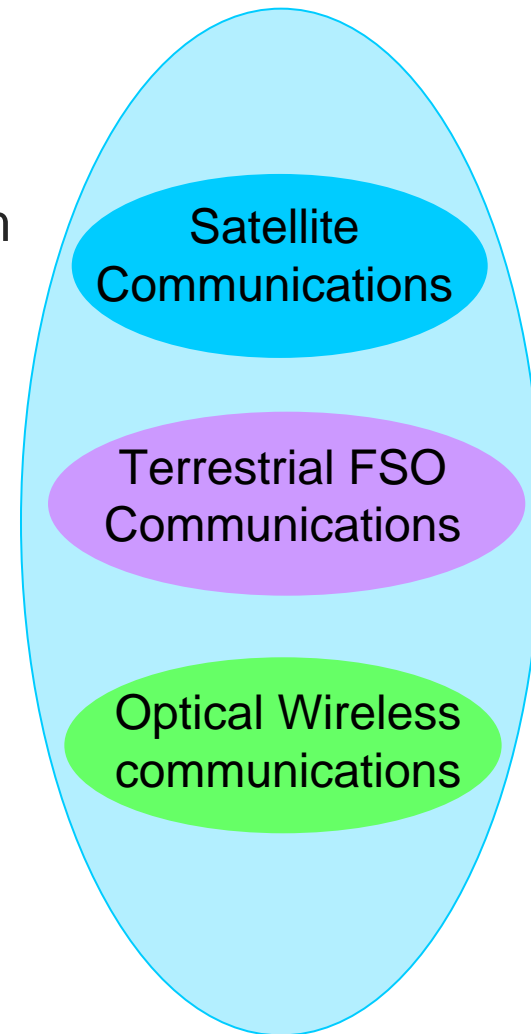 n
Satellite
Communications
Terrestrial FSO
Communications
Optical Wireless
communications